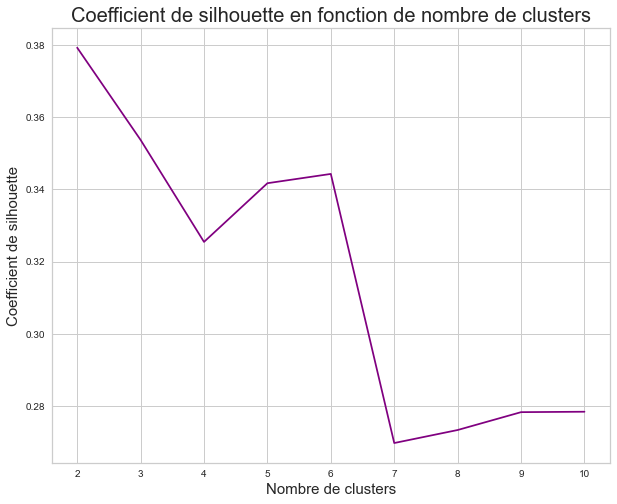 Coefficient de silhouette en fonction de nombre de clusters
Coefficient de silhouette
0.38
0.36
0.34
0.32
0.30
0.28
2 3 4 5 6 7 8 9 10
Nombre de clusters